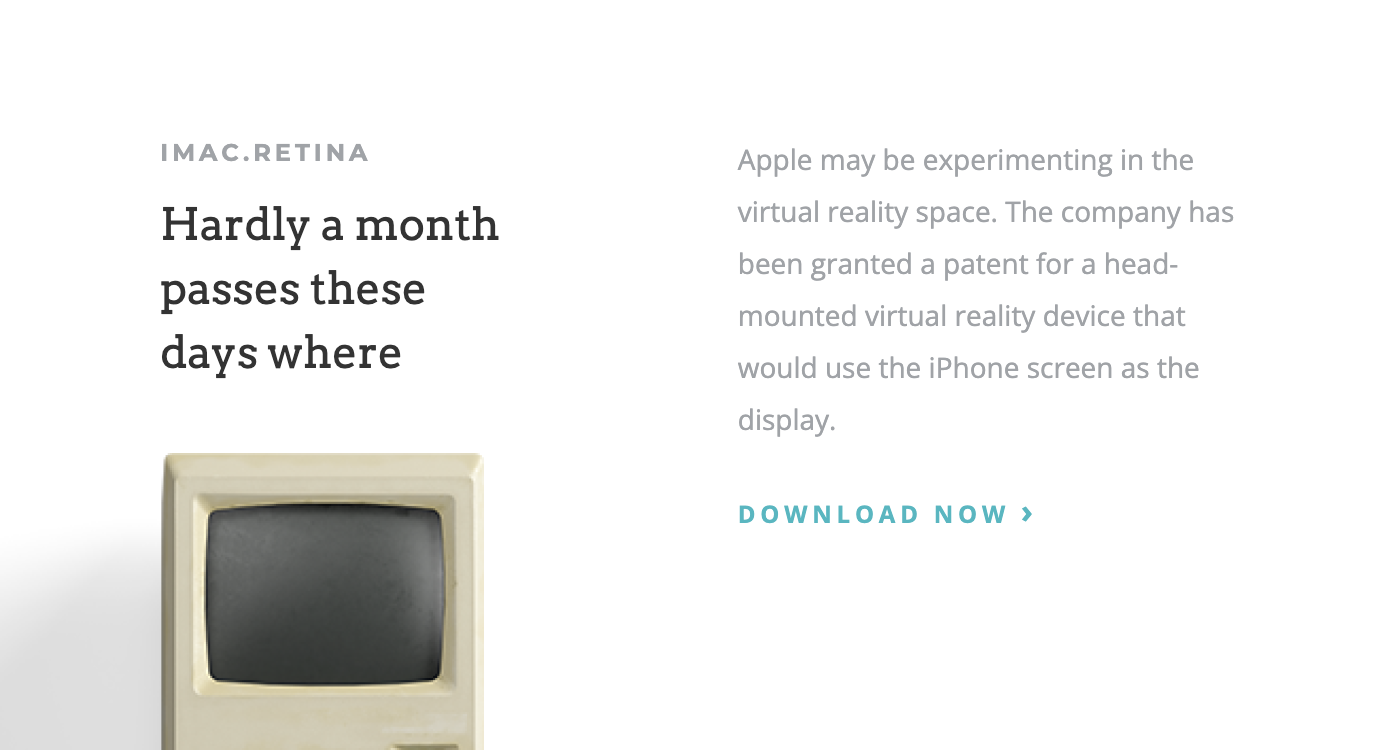 IMAC.RETINA
Hardly a month
passes these
days where
Apple may be experimenting in the
virtual reality space. The company has
been granted a patent for a head-
mounted virtual reality device that
would use the iPhone screen as the
display.
DOWNLOAD NOW ›